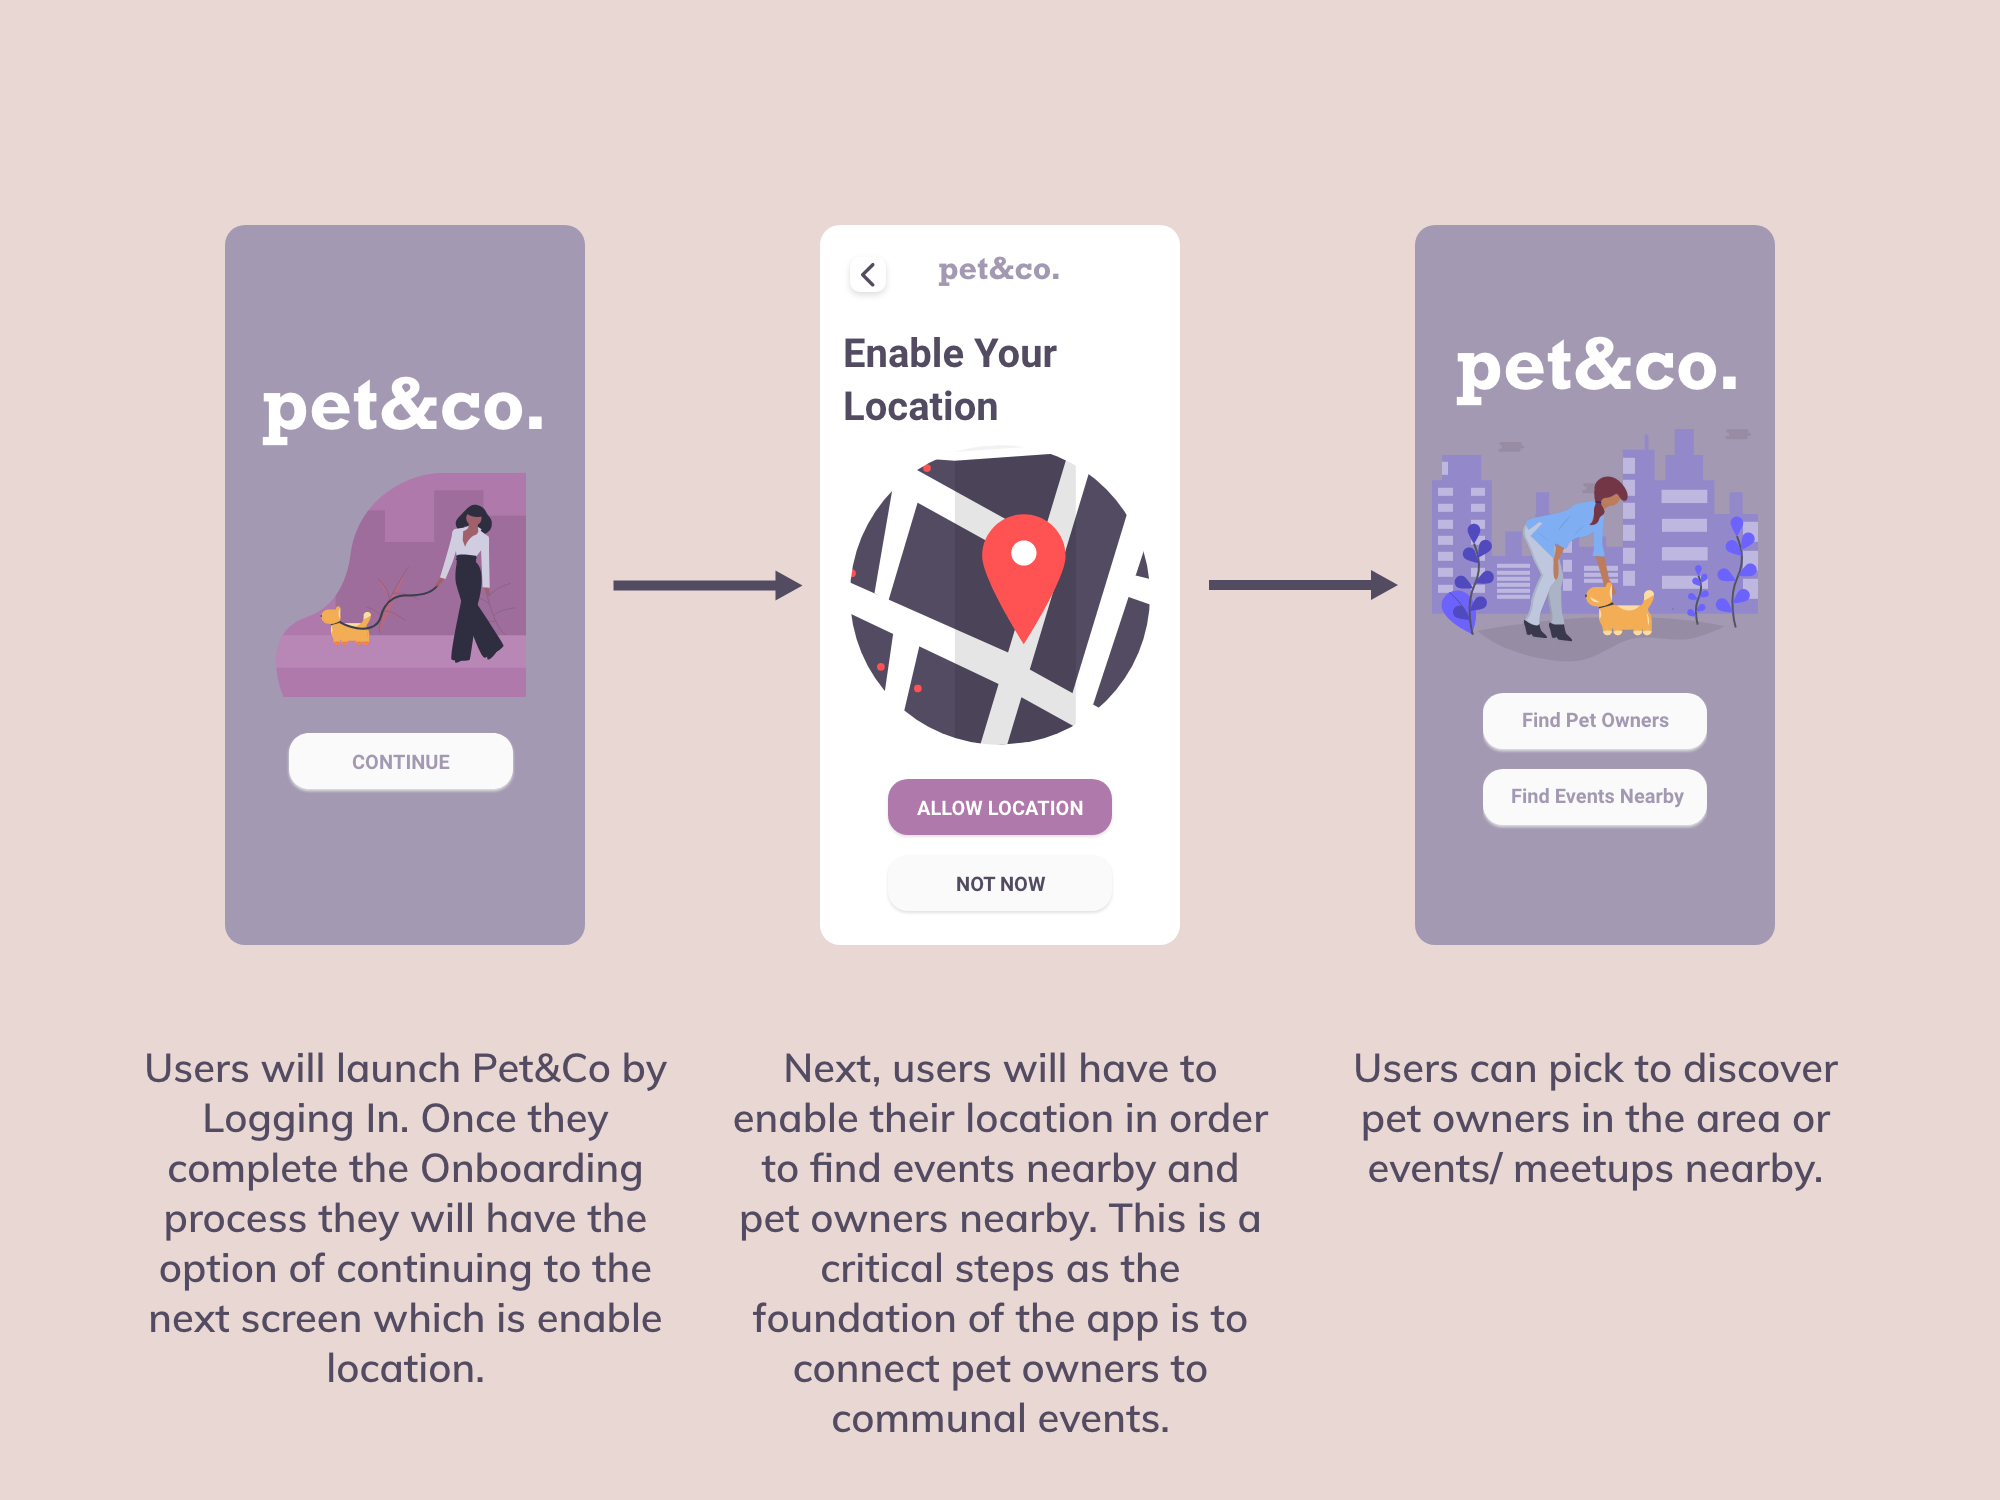 pet&co.
CONTINUE
pet&co.
Enable Your
Location
ALLOW LOCATION
NOT NOW
pet&co.
Find Pet Owners
Find Events Nearby
Users will launch Pet&Co by
Logging In. Once they
complete the Onboarding
process they will have the
option of continuing to the
next screen which is enable
location.
Next, users will have to
enable their location in order
to find events nearby and
pet owners nearby. This is a
critical steps as the
foundation of the app is to
connect pet owners to
communal events.
Users can pick to discover
pet owners in the area or
events/ meetups nearby.